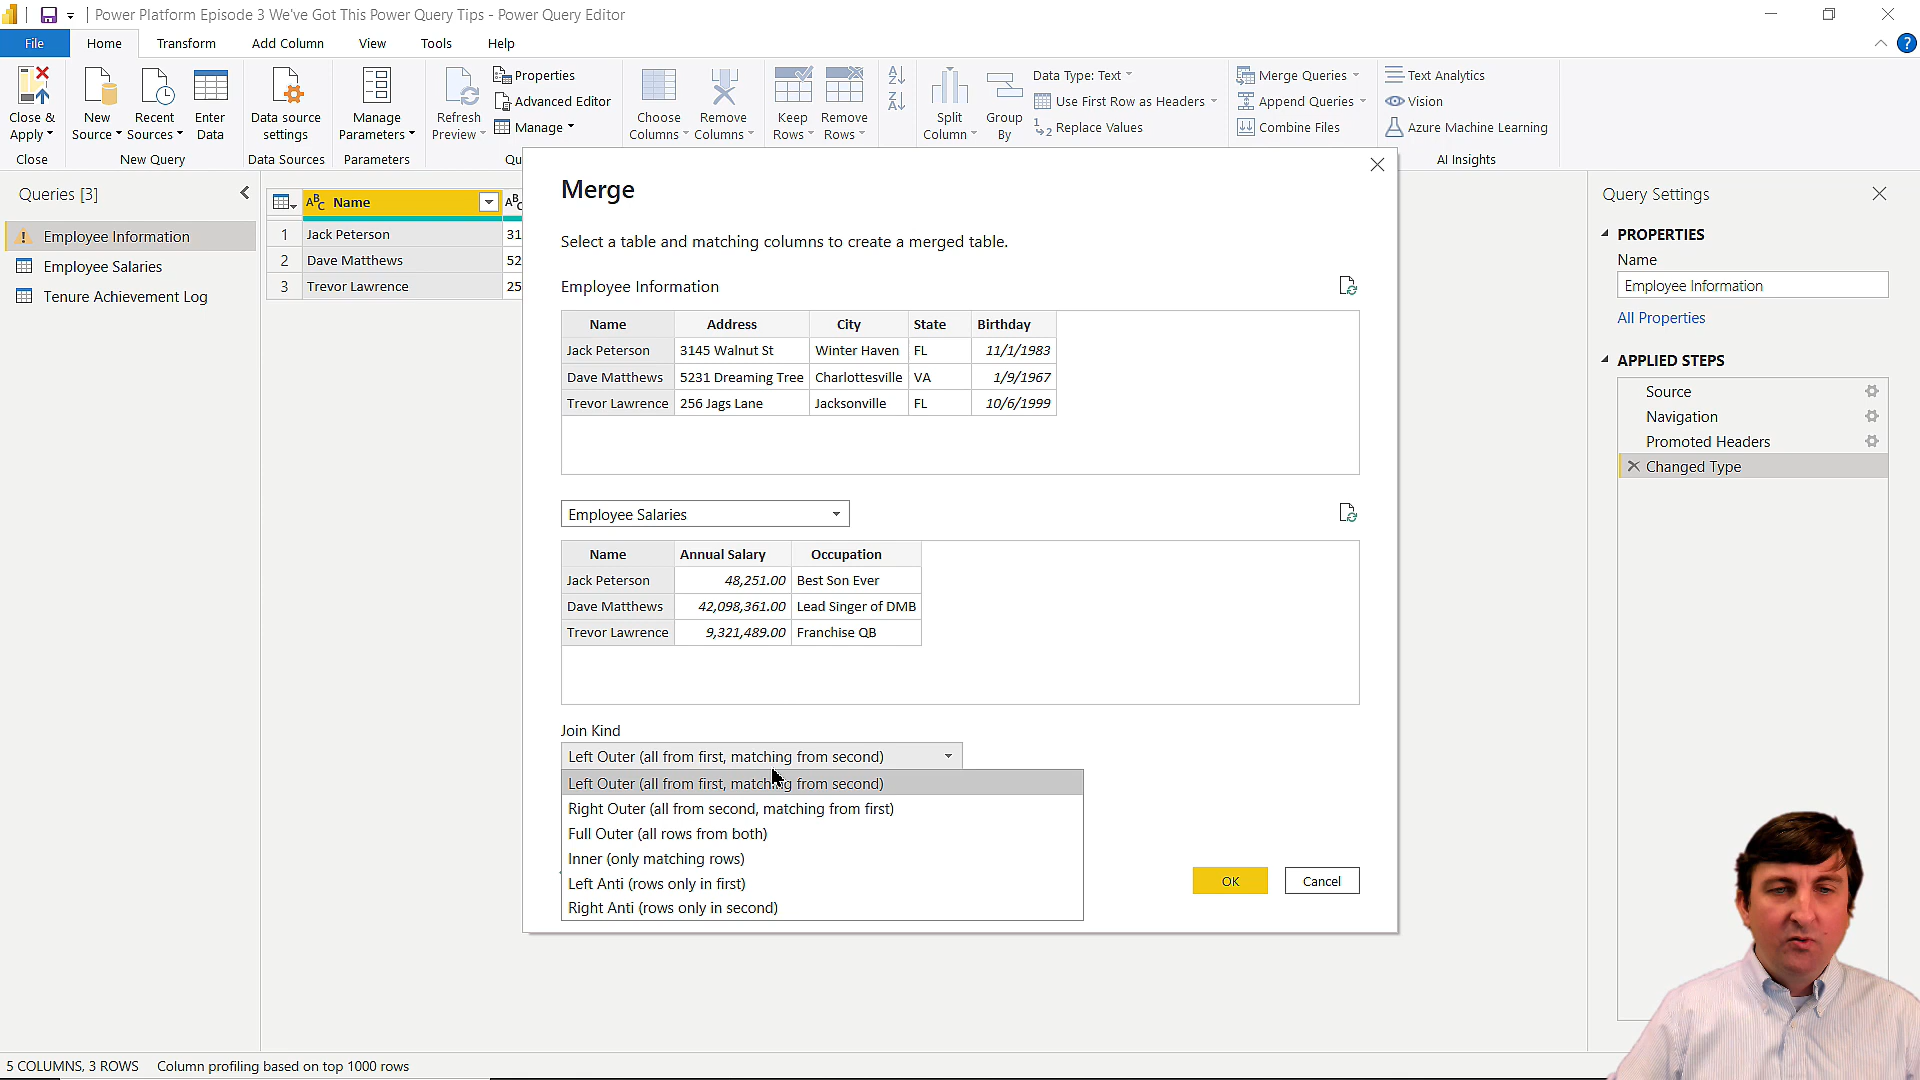 Power Platform Episode 3 We've Got This Power Query Tips - Power Query Editor
File Home Transform Add Column View Tools Help ?
Close & Apply
New Source
Recent Sources
Enter Data
Data source settings
Manage Parameters
Refresh Preview
Properties
Advanced Editor
Manage
Choose Columns
Remove Columns
Keep Rows
Remove Rows
Split Column
Group By
Data Type: Text
Use First Row as Headers
Replace Values
Merge Queries
Append Queries
Combine Files
Text Analytics
Vision
Azure Machine Learning
Close
New Query
Data Sources
Parameters
Qu
AI Insights
Queries [3]
Employee Information
Employee Salaries
Tenure Achievement Log
Name
1 Jack Peterson 31
2 Dave Matthews 52
3 Trevor Lawrence 25
Merge
Select a table and matching columns to create a merged table.
Employee Information
Name Address City State Birthday
Jack Peterson 3145 Walnut St Winter Haven FL 11/1/1983
Dave Matthews 5231 Dreaming Tree Charlottesville VA 1/9/1967
Trevor Lawrence 256 Jags Lane Jacksonville FL 10/6/1999
Employee Salaries
Name Annual Salary Occupation
Jack Peterson 48,251.00 Best Son Ever
Dave Matthews 42,098,361.00 Lead Singer of DMB
Trevor Lawrence 9,321,489.00 Franchise QB
Join Kind
Left Outer (all from first, matching from second)
Left Outer (all from first, matching from second)
Right Outer (all from second, matching from first)
Full Outer (all rows from both)
Inner (only matching rows)
Left Anti (rows only in first)
Right Anti (rows only in second)
OK
Cancel
Query Settings
PROPERTIES
Name
Employee Information
All Properties
APPLIED STEPS
Source
Navigation
Promoted Headers
Changed Type
5 COLUMNS, 3 ROWS Column profiling based on top 1000 rows